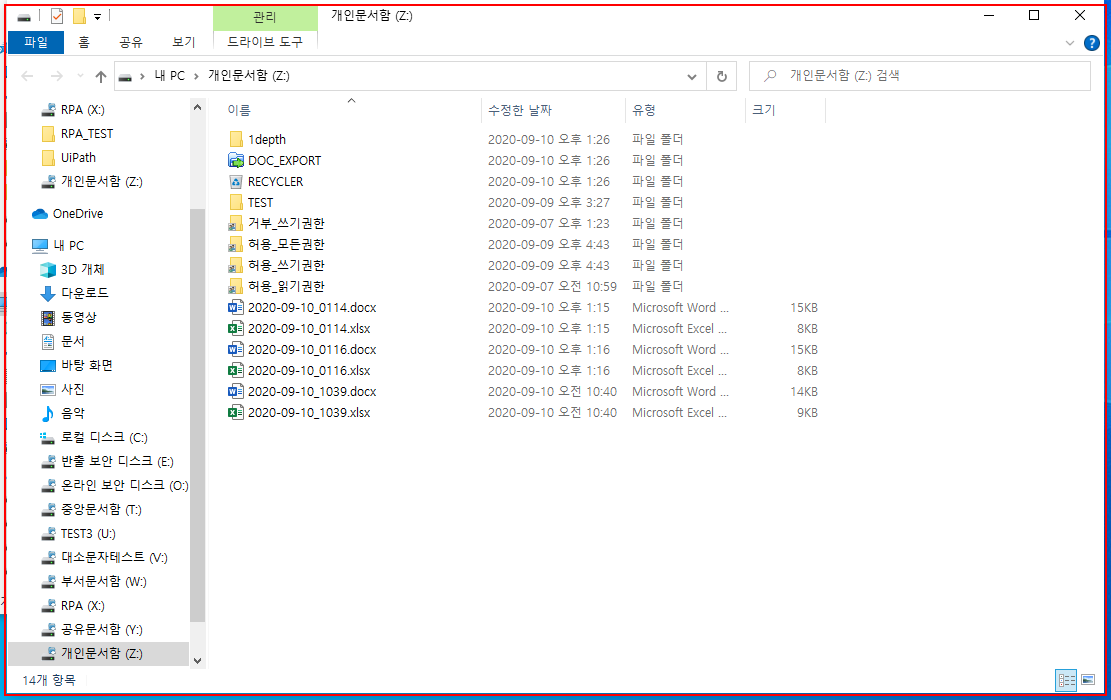 관리 개인문서함 (Z:)
파일 홈 공유 보기 드라이브 도구
내 PC 개인문서함 (Z:) 개인문서함 (Z:) 검색
RPA (X:)
RPA_TEST
UiPath
개인문서함 (Z:)
OneDrive
내 PC
3D 개체
다운로드
동영상
문서
바탕 화면
사진
음악
로컬 디스크 (C:)
반출 보안 디스크 (E:)
온라인 보안 디스크 (O:)
중앙문서함 (T:)
TEST3 (U:)
대소문자테스트 (V:)
부서문서함 (W:)
RPA (X:)
공유문서함 (Y:)
개인문서함 (Z:)
이름 수정한 날짜 유형 크기
1depth 2020-09-10 오후 1:26 파일 폴더
DOC_EXPORT 2020-09-10 오후 1:26 파일 폴더
RECYCLER 2020-09-10 오후 1:26 파일 폴더
TEST 2020-09-09 오후 3:27 파일 폴더
거부_쓰기권한 2020-09-07 오후 1:23 파일 폴더
허용_모든권한 2020-09-09 오후 4:43 파일 폴더
허용_쓰기권한 2020-09-09 오후 4:43 파일 폴더
허용_읽기권한 2020-09-07 오전 10:59 파일 폴더
2020-09-10_0114.docx 2020-09-10 오후 1:15 Microsoft Word ... 15KB
2020-09-10_0114.xlsx 2020-09-10 오후 1:15 Microsoft Excel ... 8KB
2020-09-10_0116.docx 2020-09-10 오후 1:16 Microsoft Word ... 15KB
2020-09-10_0116.xlsx 2020-09-10 오후 1:16 Microsoft Excel ... 8KB
2020-09-10_1039.docx 2020-09-10 오전 10:40 Microsoft Word ... 14KB
2020-09-10_1039.xlsx 2020-09-10 오전 10:40 Microsoft Excel ... 9KB
14개 항목